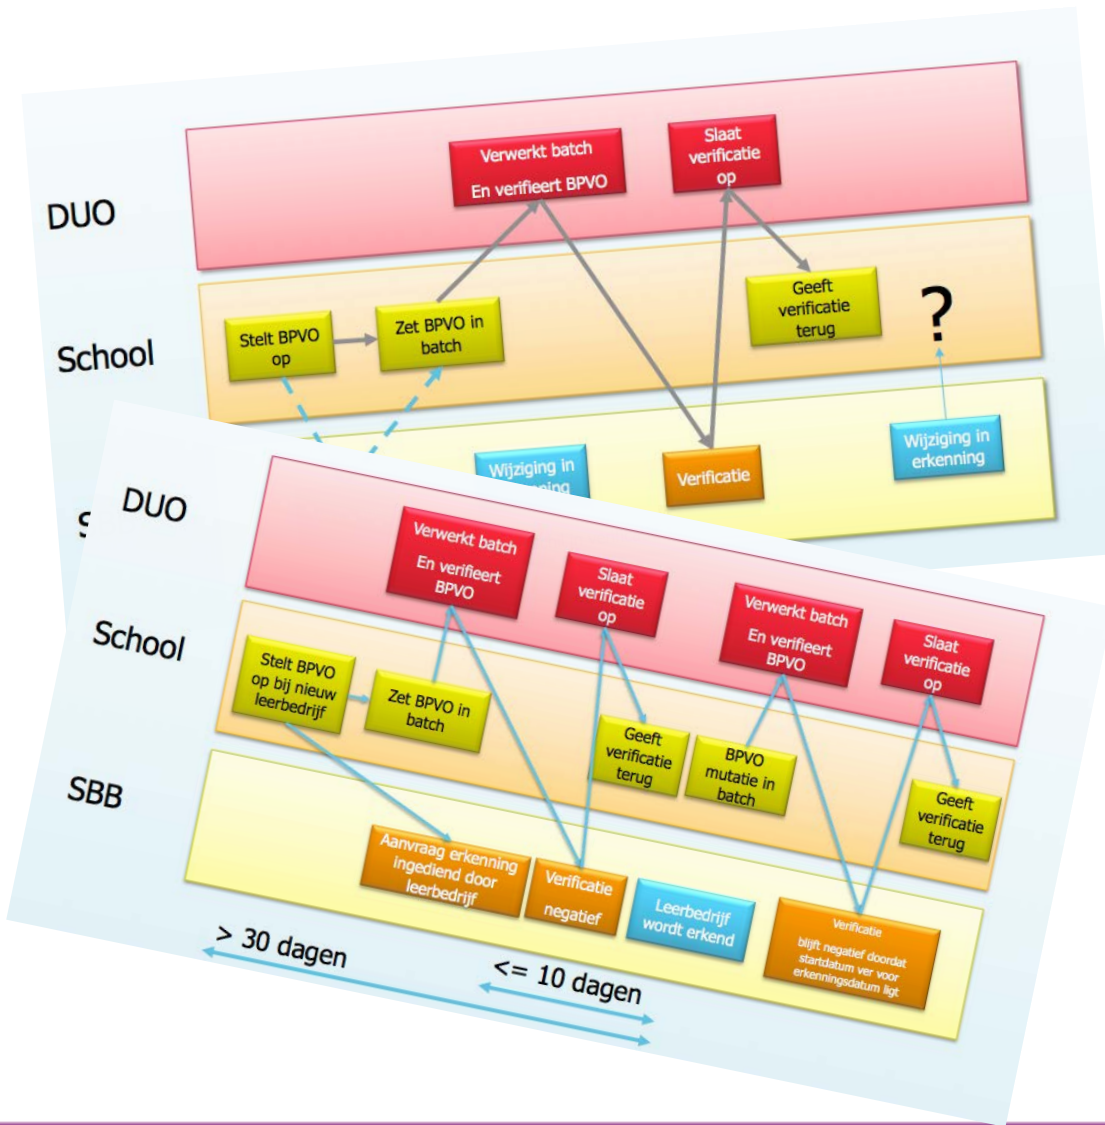 DUO
Verwerkt batch
En verifieert BPVO
Slaat
verificatie
op
School
Stelt BPVO
op
Zet BPVO in
batch
Geeft
verificatie
terug
?
Wijziging in
Verificatie
Wijziging in
erkenning
DUO
Verwerkt batch
En verifieert
BPVO
Slaat
verificatie
op
Verwerkt batch
En verifieert
BPVO
Slaat
verificatie
op
School
Stelt BPVO
op bij nieuw
leerbedrijf
Zet BPVO in
batch
Geeft
verificatie
terug
BPVO
mutatie in
batch
Geeft
verificatie
terug
SBB
Aanvraag erkenning
ingediend door
leerbedrijf
Verificatie
negatief
Leerbedrijf
wordt erkend
Verificatie
blijft negatief doordat
startdatum ver voor
erkenningsdatum ligt
> 30 dagen
<= 10 dagen